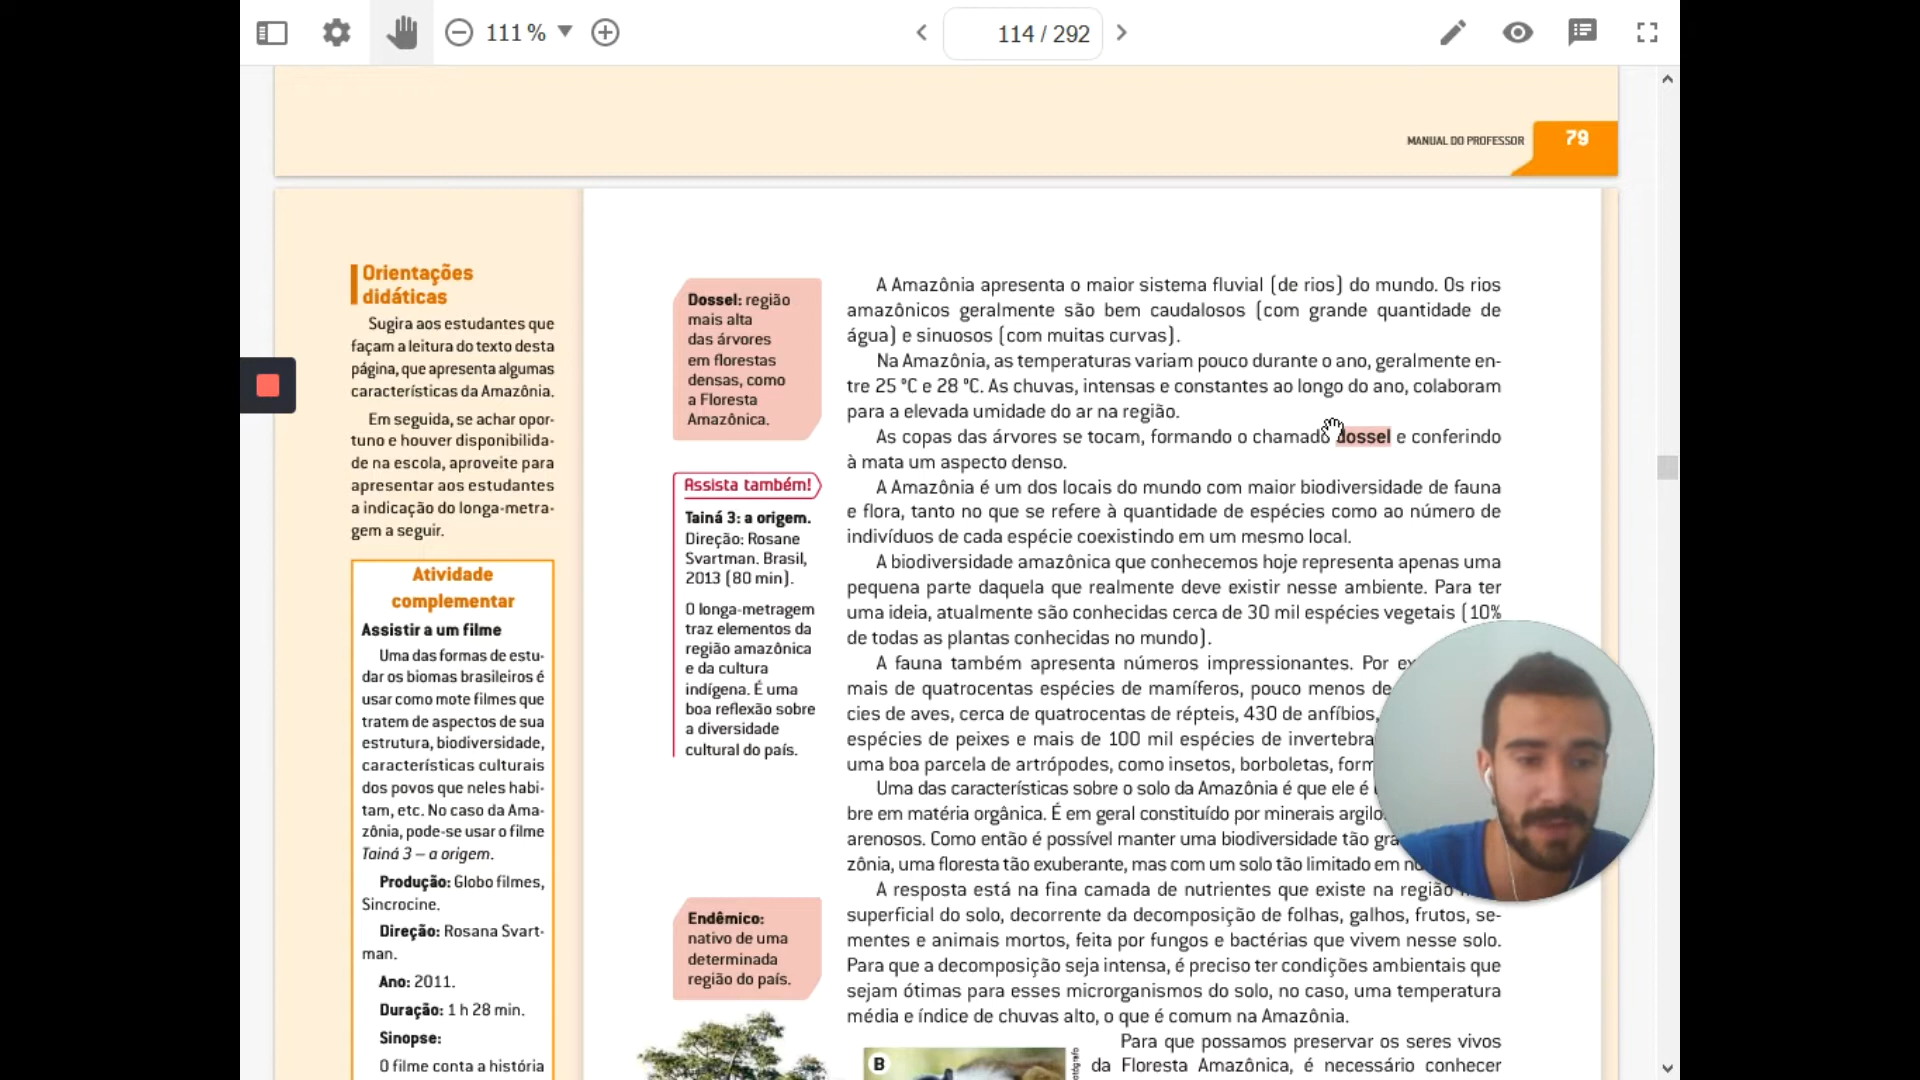 111 %
114 / 292
MANUAL DO PROFESSOR
79
Orientações
didáticas
Sugira aos estudantes que
façam a leitura do texto desta
página, que apresenta algumas
características da Amazônia.
Em seguida, se achar opor-
tuno e houver disponibilida-
de na escola, aproveite para
apresentar aos estudantes
a indicação do longa-metra-
gem a seguir.
Atividade
complementar
Assistir a um filme
Uma das formas de estu-
dar os biomas brasileiros é
usar como mote filmes que
tratem de aspectos de sua
estrutura, biodiversidade,
características culturais
dos povos que neles habi-
tam, etc. No caso da Ama-
zônia, pode-se usar o filme
Tainá 3 – a origem.
Produção: Globo filmes,
Sincrocine.
Direção: Rosana Svart-
man.
Ano: 2011.
Duração: 1 h 28 min.
Sinopse:
O filme conta a história
Dossel: região
mais alta
das árvores
em florestas
densas, como
a Floresta
Amazônica.
Assista também!
Tainá 3: a origem.
Direção: Rosane
Svartman. Brasil,
2013 (80 min).
O longa-metragem
traz elementos da
região amazônica
e da cultura
indígena. É uma
boa reflexão sobre
a diversidade
cultural do país.
Endêmico:
nativo de uma
determinada
região do país.
A Amazônia apresenta o maior sistema fluvial (de rios) do mundo. Os rios
amazônicos geralmente são bem caudalosos (com grande quantidade de
água) e sinuosos (com muitas curvas).
Na Amazônia, as temperaturas variam pouco durante o ano, geralmente en-
tre 25 °C e 28 °C. As chuvas, intensas e constantes ao longo do ano, colaboram
para a elevada umidade do ar na região.
As copas das árvores se tocam, formando o chamado dossel e conferindo
à mata um aspecto denso.
A Amazônia é um dos locais do mundo com maior biodiversidade de fauna
e flora, tanto no que se refere à quantidade de espécies como ao número de
indivíduos de cada espécie coexistindo em um mesmo local.
A biodiversidade amazônica que conhecemos hoje representa apenas uma
pequena parte daquela que realmente deve existir nesse ambiente. Para ter
uma ideia, atualmente são conhecidas cerca de 30 mil espécies vegetais (10%
de todas as plantas conhecidas no mundo).
A fauna também apresenta números impressionantes. Por
mais de quatrocentas espécies de mamíferos, pouco menos de
cies de aves, cerca de quatrocentas de répteis, 430 de anfíbios,
espécies de peixes e mais de 100 mil espécies de
uma boa parcela de artrópodes, como insetos, borboletas,
Uma das características sobre o solo da Amazônia é que ele é
bre em matéria orgânica. É em geral constituído por minerais
arenosos. Como então é possível manter uma biodiversidade tão
zônia, uma floresta tão exuberante, mas com um solo tão limitado em
A resposta está na fina camada de nutrientes que existe na região
superficial do solo, decorrente da decomposição de folhas, galhos, frutos, se-
mentes e animais mortos, feita por fungos e bactérias que vivem nesse solo.
Para que a decomposição seja intensa, é preciso ter condições ambientais que
sejam ótimas para esses microrganismos do solo, no caso, uma temperatura
média e índice de chuvas alto, o que é comum na Amazônia.
Para que possamos preservar os seres vivos
da Floresta Amazônica, é necessário conhecer
B